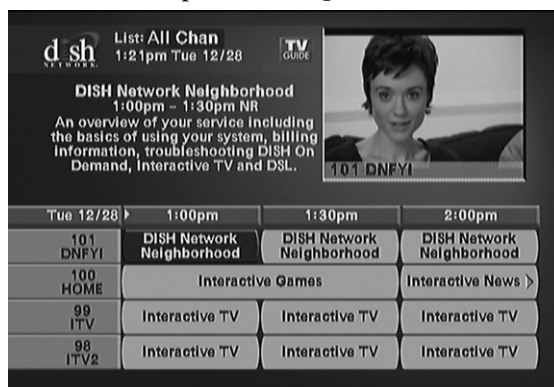 dish NETWORK.
List: All Chan
1:21pm Tue 12/28
TV GUIDE
DISH Network Neighborhood
1:00pm – 1:30pm NR
An overview of your service including
the basics of using your system, billing
information, troubleshooting DISH On
Demand, Interactive TV and DSL.
101 DNFYI
Tue 12/28 1:00pm 1:30pm 2:00pm
101 DNFYI
DISH Network Neighborhood
DISH Network Neighborhood
DISH Network Neighborhood
100 HOME
Interactive Games
Interactive News
99 ITV
Interactive TV
Interactive TV
Interactive TV
98 ITV2
Interactive TV
Interactive TV
Interactive TV